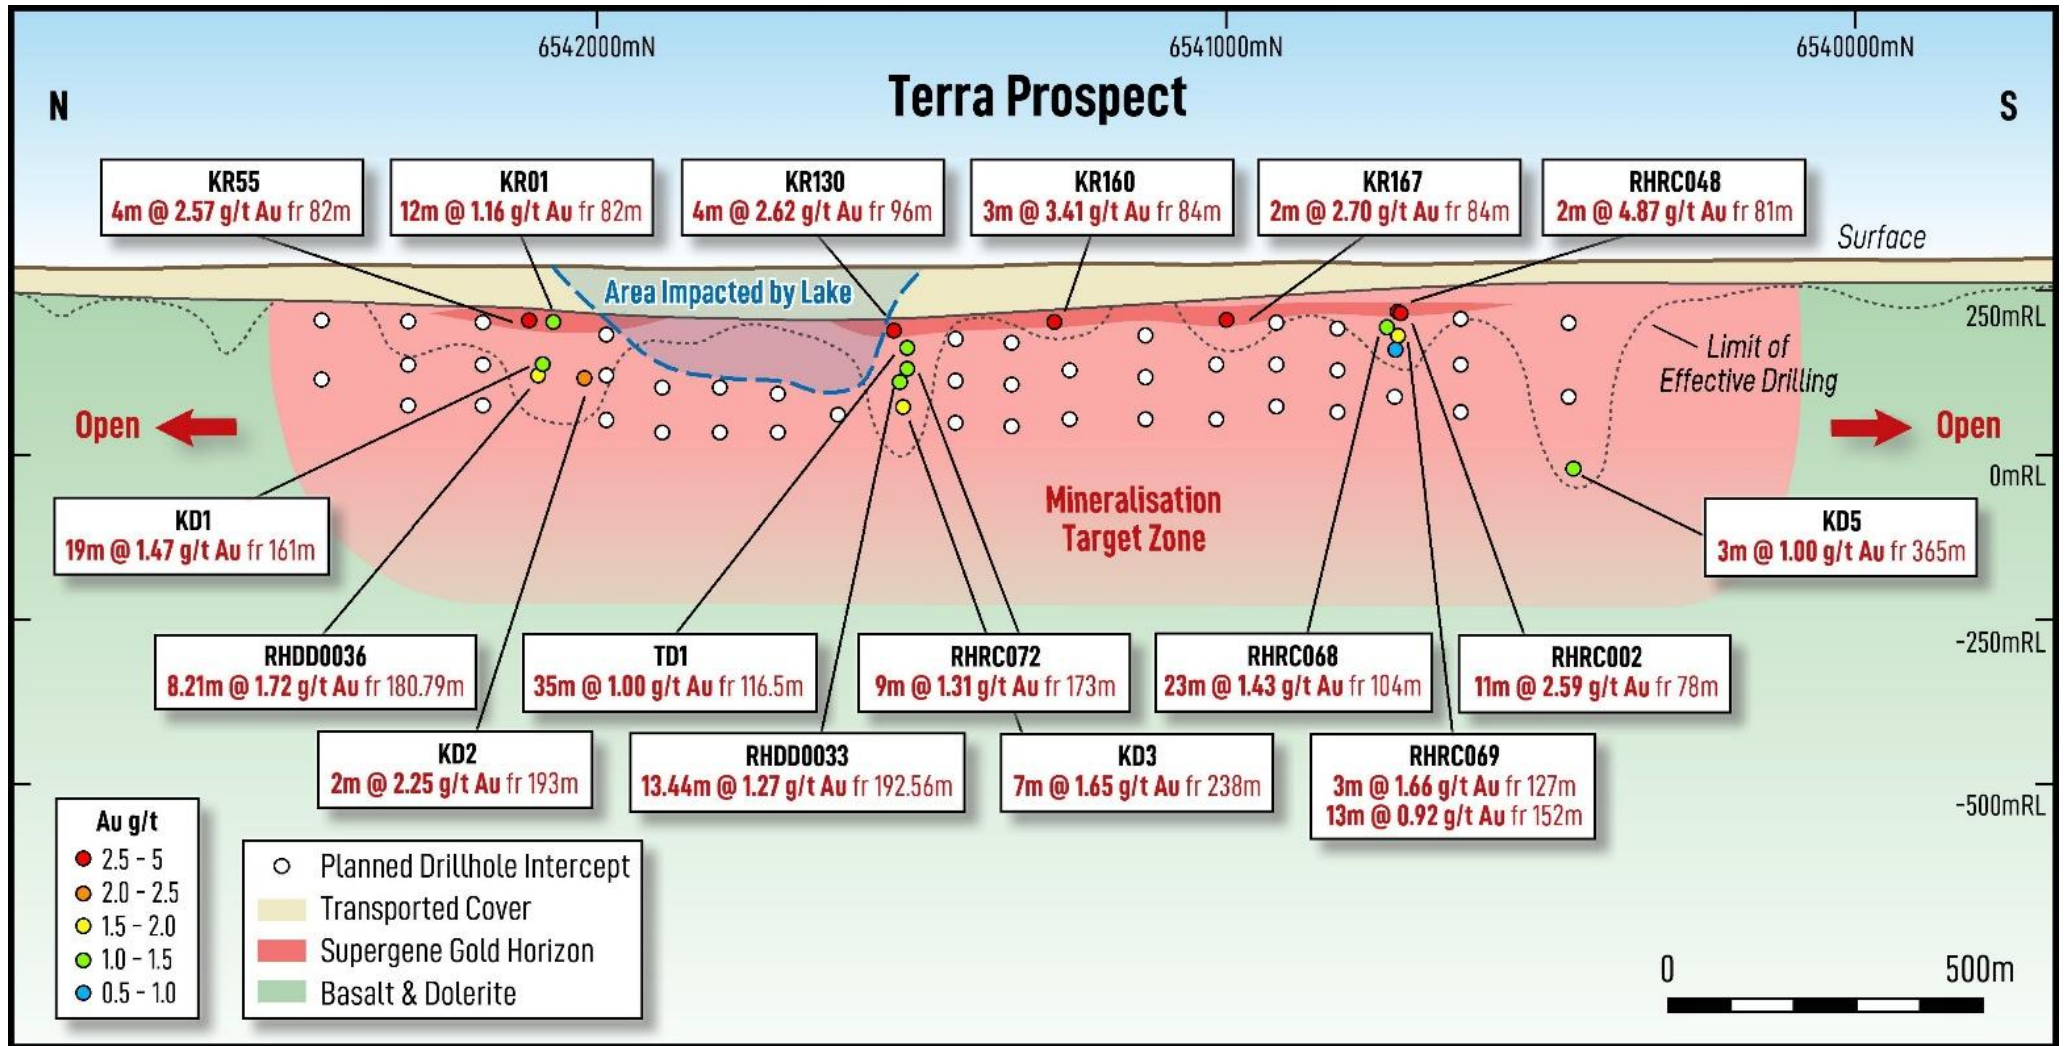 6542000mN
6541000mN
6540000mN
N
Terra Prospect
S
KR55
4m @ 2.57 g/t Au fr 82m
KR01
12m @ 1.16 g/t Au fr 82m
KR130
4m @ 2.62 g/t Au fr 96m
KR160
3m @ 3.41 g/t Au fr 84m
KR167
2m @ 2.70 g/t Au fr 84m
RHRC048
2m @ 4.87 g/t Au fr 81m
Surface
Area Impacted by Lake
250mRL
Limit of
Effective Drilling
Open
Open
0mRL
Mineralisation
Target Zone
KD1
19m @ 1.47 g/t Au fr 161m
KD5
3m @ 1.00 g/t Au fr 365m
-250mRL
RHDD0036
8.21m @ 1.72 g/t Au fr 180.79m
TD1
35m @ 1.00 g/t Au fr 116.5m
RHRC072
9m @ 1.31 g/t Au fr 173m
RHRC068
23m @ 1.43 g/t Au fr 104m
RHRC002
11m @ 2.59 g/t Au fr 78m
KD2
2m @ 2.25 g/t Au fr 193m
RHDD0033
13.44m @ 1.27 g/t Au fr 192.56m
KD3
7m @ 1.65 g/t Au fr 238m
RHRC069
3m @ 1.66 g/t Au fr 127m
13m @ 0.92 g/t Au fr 152m
-500mRL
Au g/t
2.5 - 5
2.0 - 2.5
1.5 - 2.0
1.0 - 1.5
0.5 - 1.0
Planned Drillhole Intercept
Transported Cover
Supergene Gold Horizon
Basalt & Dolerite
0
500m